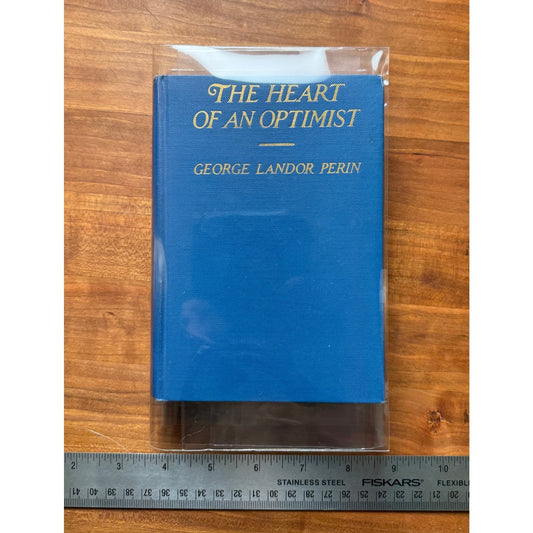 THE HEART
OF AN OPTIMIST
GEORGE LANDOR PERIN
2 3 4 5 6 7 8 9 10
STAINLESS STEEL FISKARS® FLEXIBLE
41 40 39 38 37 36 35 34 33 32 31 30 29 28 27 26 25 24 23 22 21 20